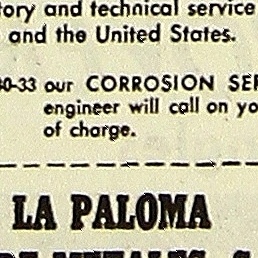 tory and technical service
and the United States.
30-33 our CORROSION SER
engineer will call on yo
of charge.
LA PALOMA